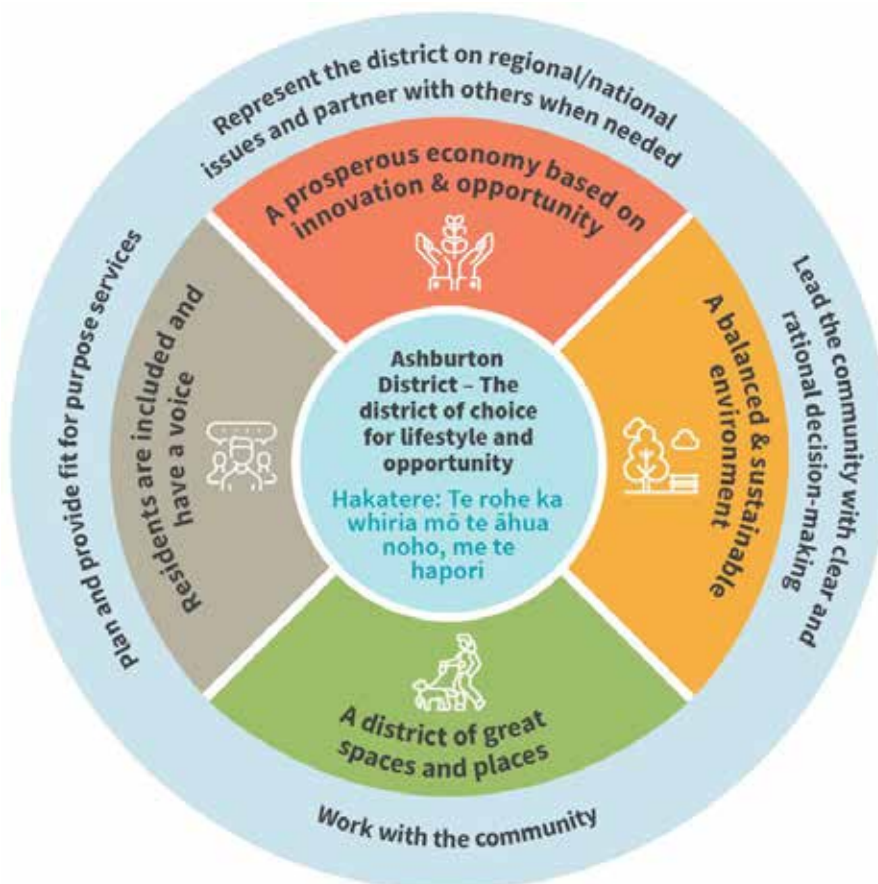 Represent the district on regional/national
issues and partner with others when needed
A prosperous economy based on
innovation & opportunity
Lead the community with clear and
rational decision-making
A balanced & sustainable
environment
Ashburton
District – The
district of choice
for lifestyle and
opportunity
Hakatere: Te rohe ka
whiria mō te āhua
noho, me te
hapori
Residents are included and
have a voice
Plan and provide fit for purpose services
A district of great
spaces and places
Work with the community